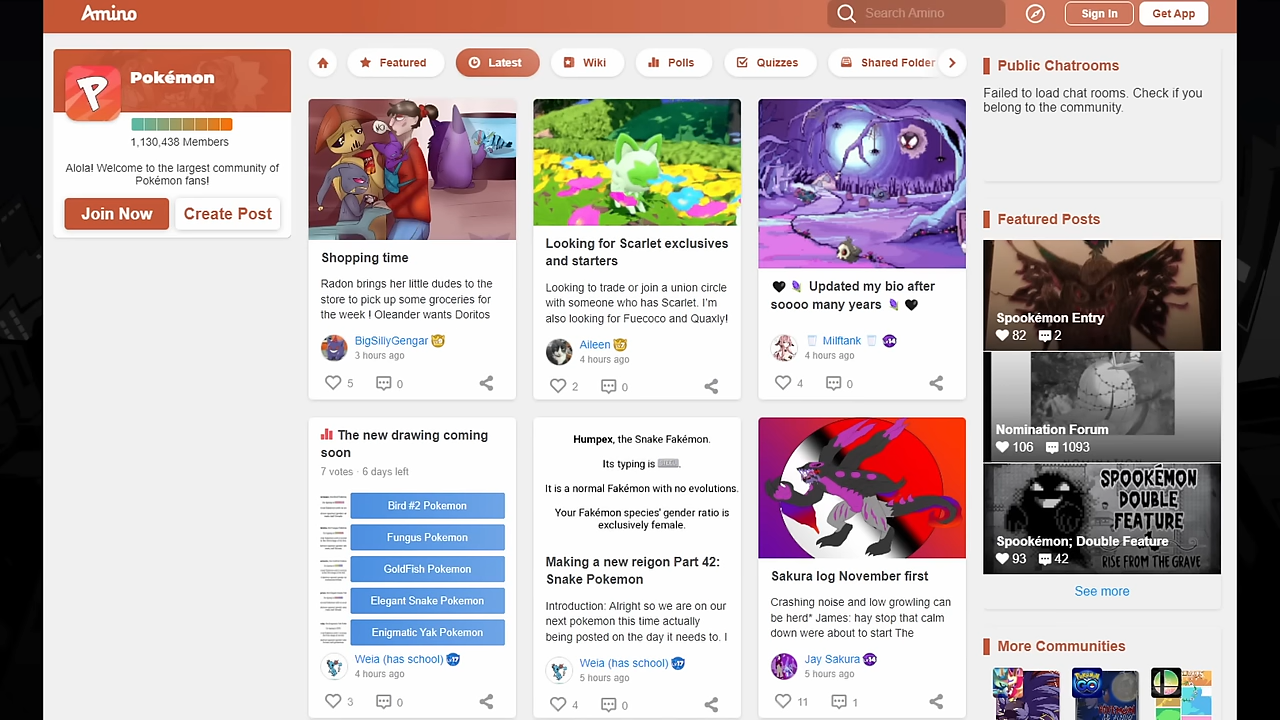 Amino
Search Amino
Sign In
Get App
Pokémon
1,130,438 Members
Alola! Welcome to the largest community of
Pokémon fans!
Join Now
Create Post
Featured
Latest
Wiki
Polls
Quizzes
Shared Folder
Shopping time
Radon brings her little dudes to the
store to pick up some groceries for
the week ! Oleander wants Doritos
BigSillyGengar
3 hours ago
5
0
Looking for Scarlet exclusives
and starters
Looking to trade or join a union circle
with someone who has Scarlet. I'm
also looking for Fuecoco and Quaxly!
Aileen
4 hours ago
2
0
Updated my bio after
soooo many years
Milftank
14
4 hours ago
4
0
The new drawing coming
soon
7 votes · 6 days left
Bird #2 Pokemon
Fungus Pokemon
GoldFish Pokemon
Elegant Snake Pokemon
Enigmatic Yak Pokemon
Weia (has school)
17
4 hours ago
3
0
Humpex, the Snake Fakémon.
Its typing is
It is a normal Fakémon with no evolutions.
Your Fakémon species' gender ratio is
exclusively female.
Making a new reigon Part 42:
Snake Pokemon
Introduction: Alright so we are on our
next pokemon this time actually
being posted in the day it needs to. I
Weia (has school)
17
5 hours ago
4
0
Sakura log November first
Creaking noises and low growling can
be herd* James: hay stop that calm
down were about to start The
Jay Sakura
14
5 hours ago
11
1
Public Chatrooms
Failed to load chat rooms. Check if you
belong to the community.
Featured Posts
Spookémon Entry
82
2
Nomination Forum
106
1093
SPOOKÉMON
DOUBLE
FEATURE
Spookémon; Double Feature
FROM THE GRA
93
42
See more
More Communities